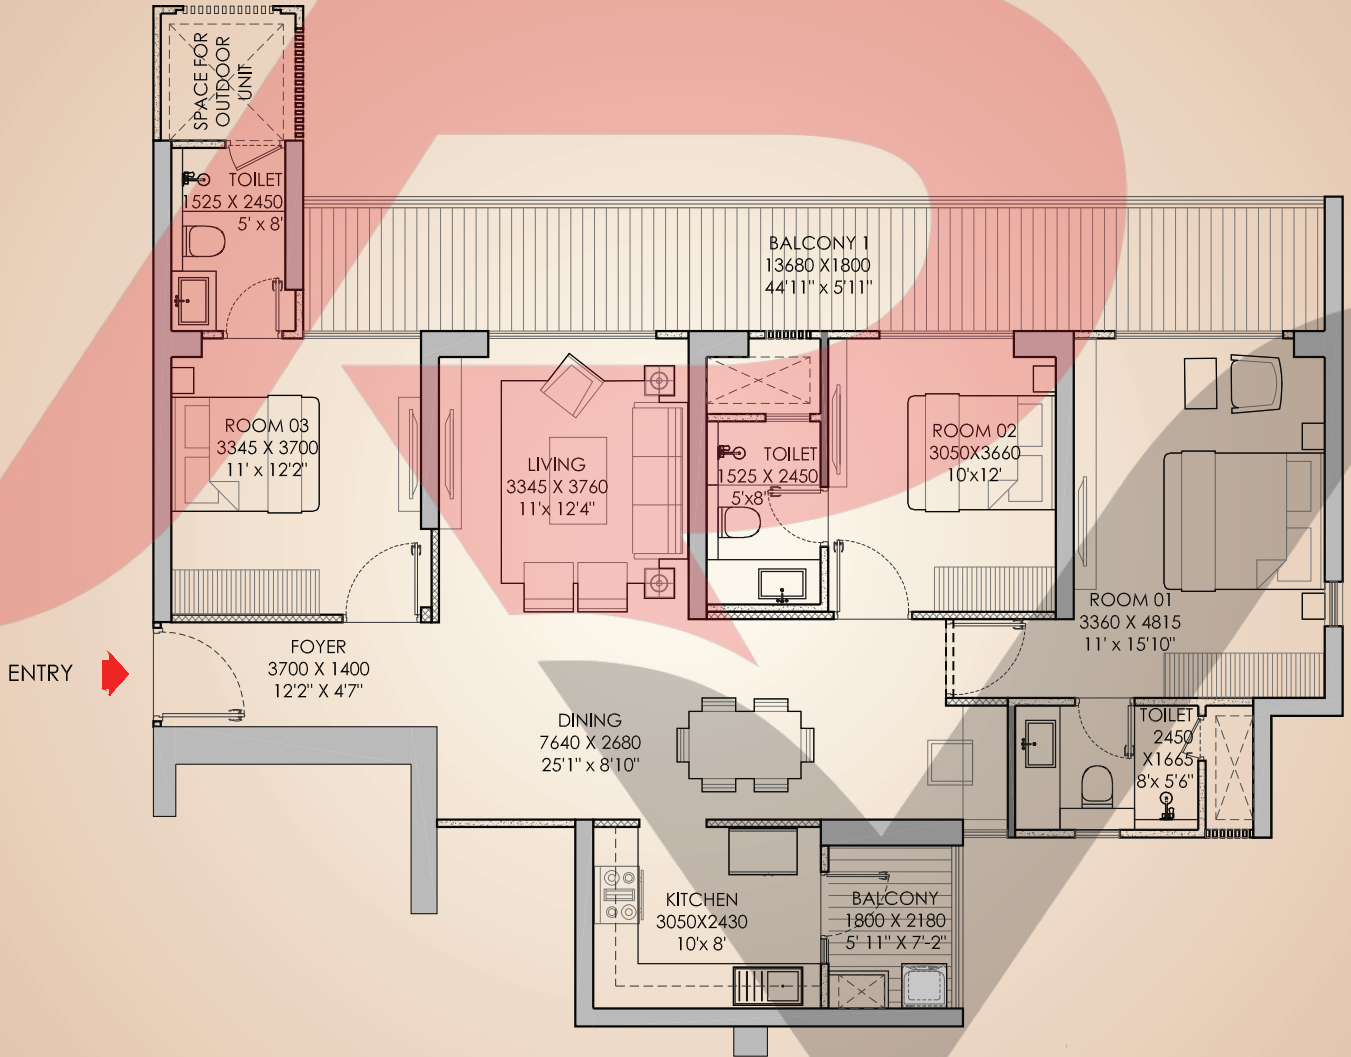 SPACE FOR
OUTDOOR
UNIT
TOILET
1525 X 2450
5' x 8'
BALCONY 1
13680 X1800
44'11" x 5'11"
ROOM 03
3345 X 3700
11' x 12'2"
LIVING
3345 X 3760
11'x 12'4"
TOILET
1525 X 2450
5'x8'
ROOM 02
3050X3660
10'x12'
ROOM 01
3360 X 4815
11' x 15'10"
ENTRY
FOYER
3700 X 1400
12'2" X 4'7"
DINING
7640 X 2680
25'1" x 8'10"
TOILET
2450
X1665
8'x 5'6"
KITCHEN
3050X2430
10'x 8'
BALCONY
1800 X 2180
5' 11" X 7'-2"